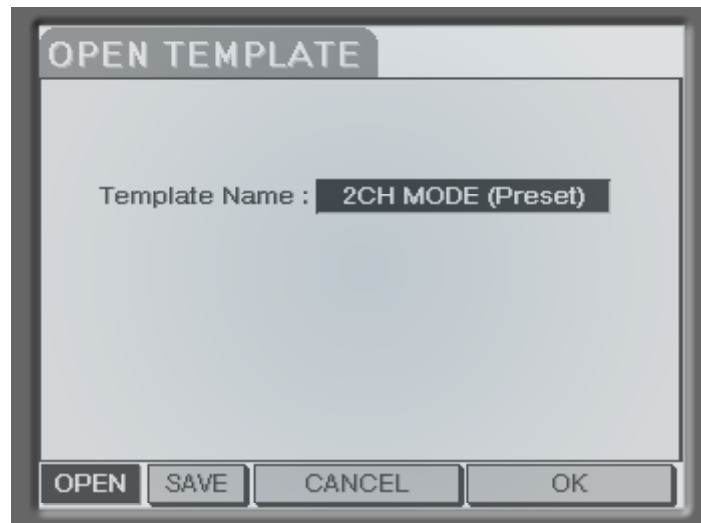 OPEN TEMPLATE
Template Name : 2CH MODE (Preset)
OPEN SAVE CANCEL OK